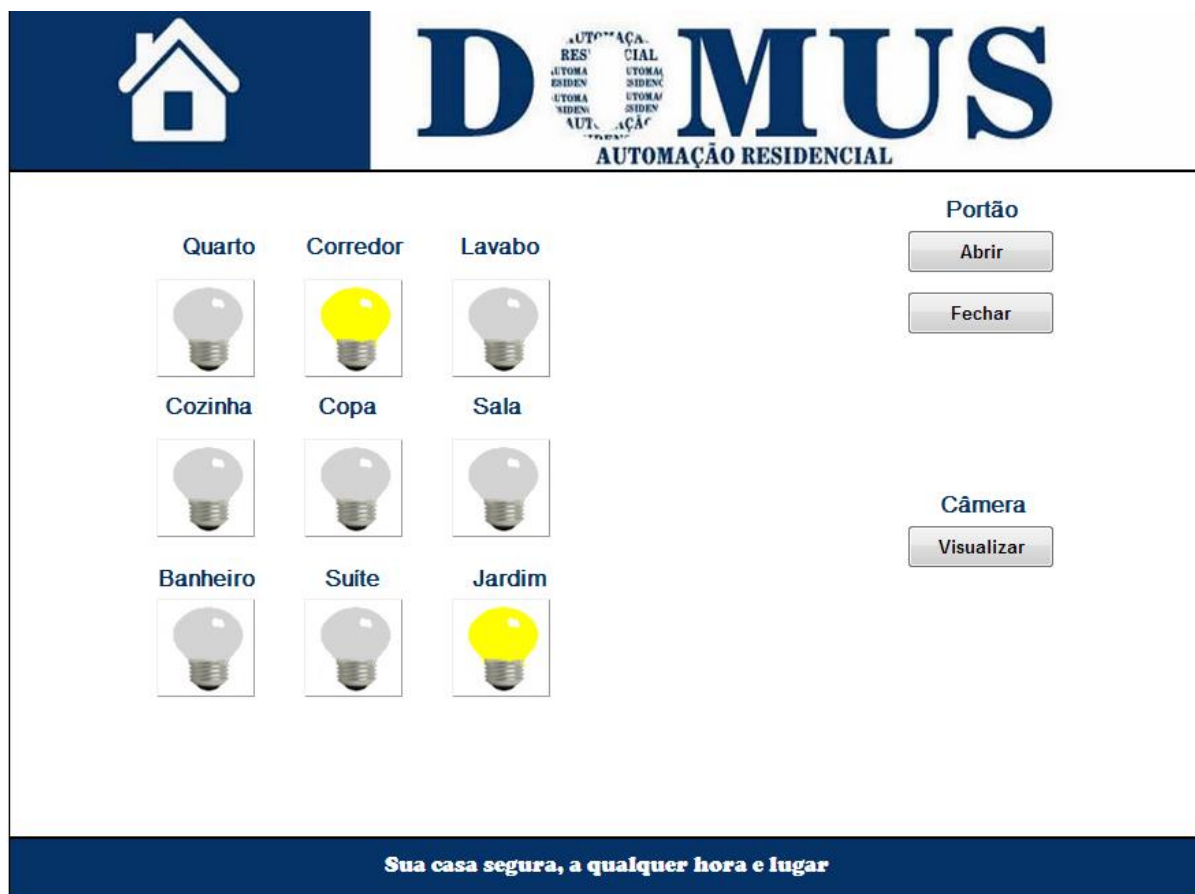 DOMUS
AUTOMAÇÃO RESIDENCIAL
Portão
Abrir
Fechar
Quarto Corredor Lavabo
Cozinha Copa Sala
Banheiro Suíte Jardim
Câmera
Visualizar
Sua casa segura, a qualquer hora e lugar